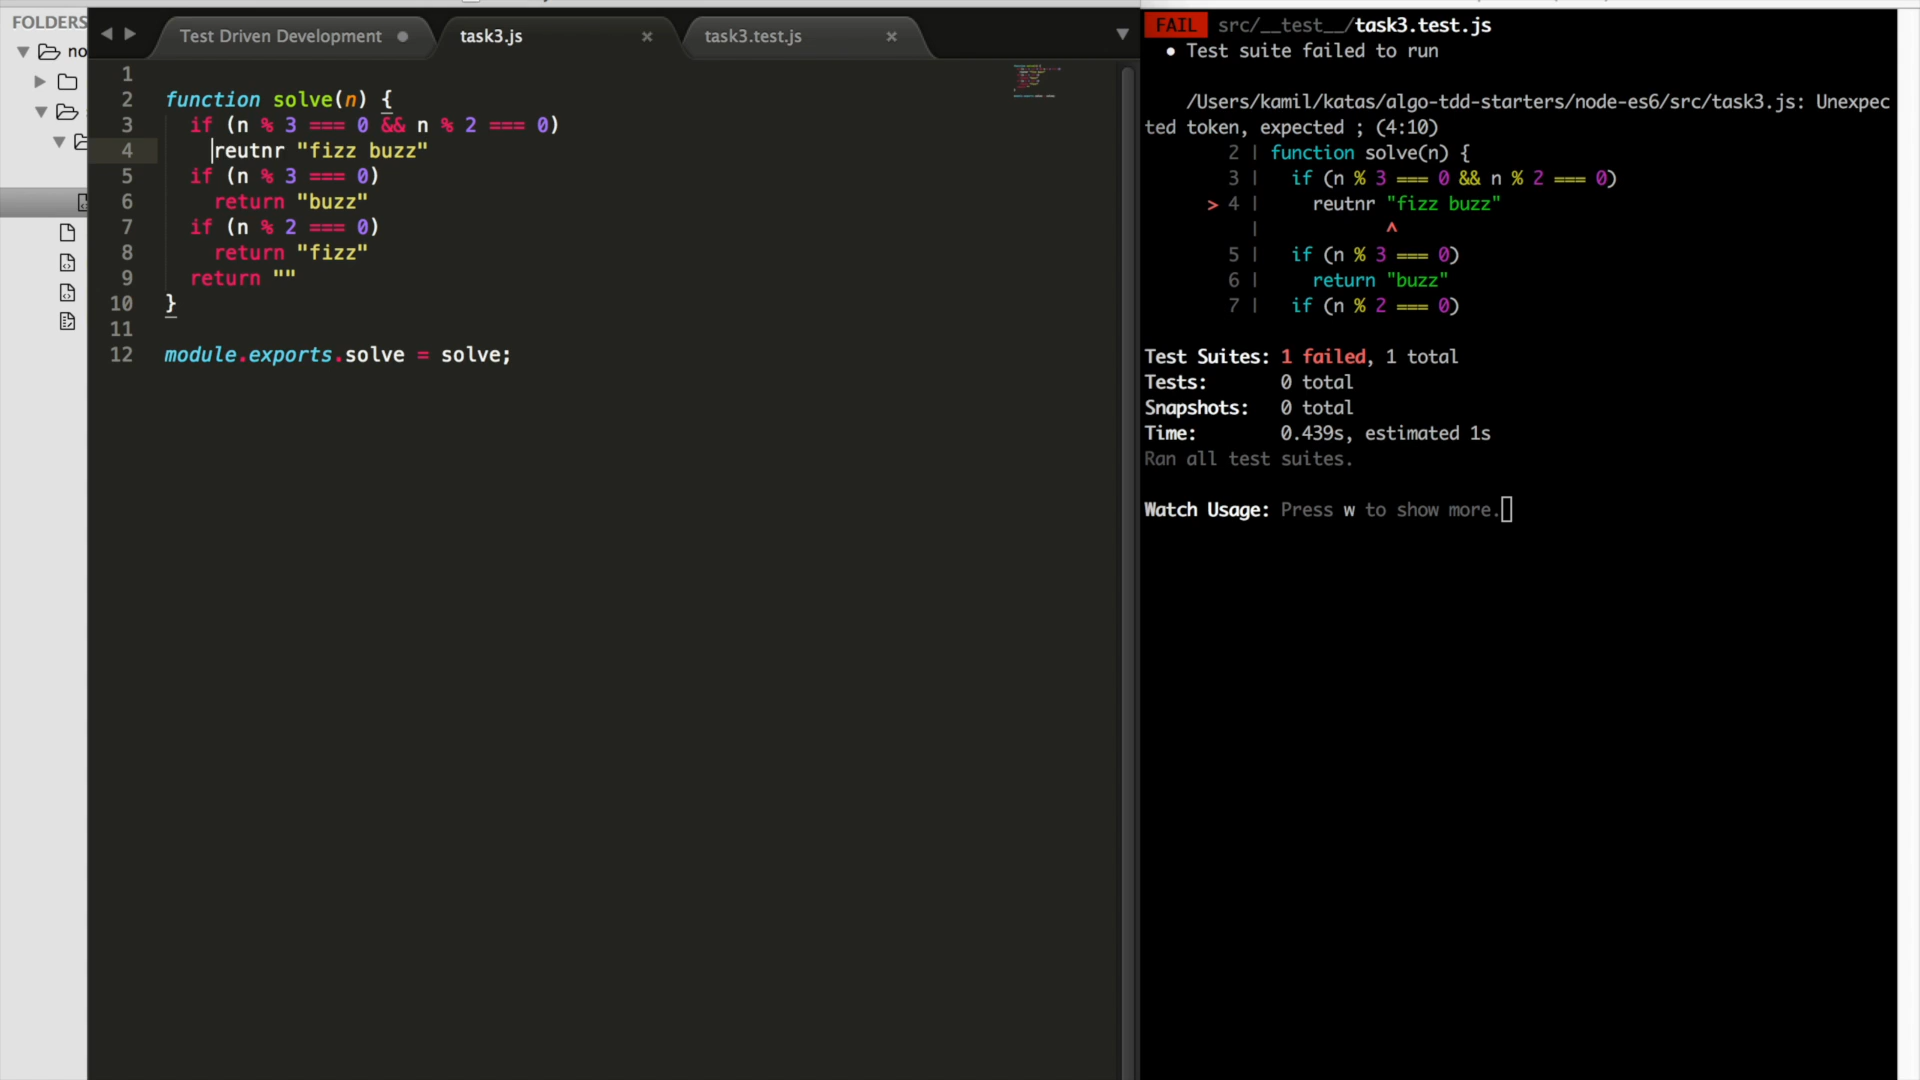 FOLDERS
no
Test Driven Development
task3.js
task3.test.js
1
2 function solve(n) {
3 if (n % 3 === 0 && n % 2 === 0)
4 reutnr "fizz buzz"
5 if (n % 3 === 0)
6 return "buzz"
7 if (n % 2 === 0)
8 return "fizz"
9 return ""
10 }
11
12 module.exports.solve = solve;
FAIL src/__test__/task3.test.js
● Test suite failed to run
/Users/kamil/katas/algo-tdd-starters/node-es6/src/task3.js: Unexpec
ted token, expected ; (4:10)
2 | function solve(n) {
3 | if (n % 3 === 0 && n % 2 === 0)
> 4 | reutnr "fizz buzz"
| ^
5 | if (n % 3 === 0)
6 | return "buzz"
7 | if (n % 2 === 0)
Test Suites: 1 failed, 1 total
Tests: 0 total
Snapshots: 0 total
Time: 0.439s, estimated 1s
Ran all test suites.
Watch Usage: Press w to show more.